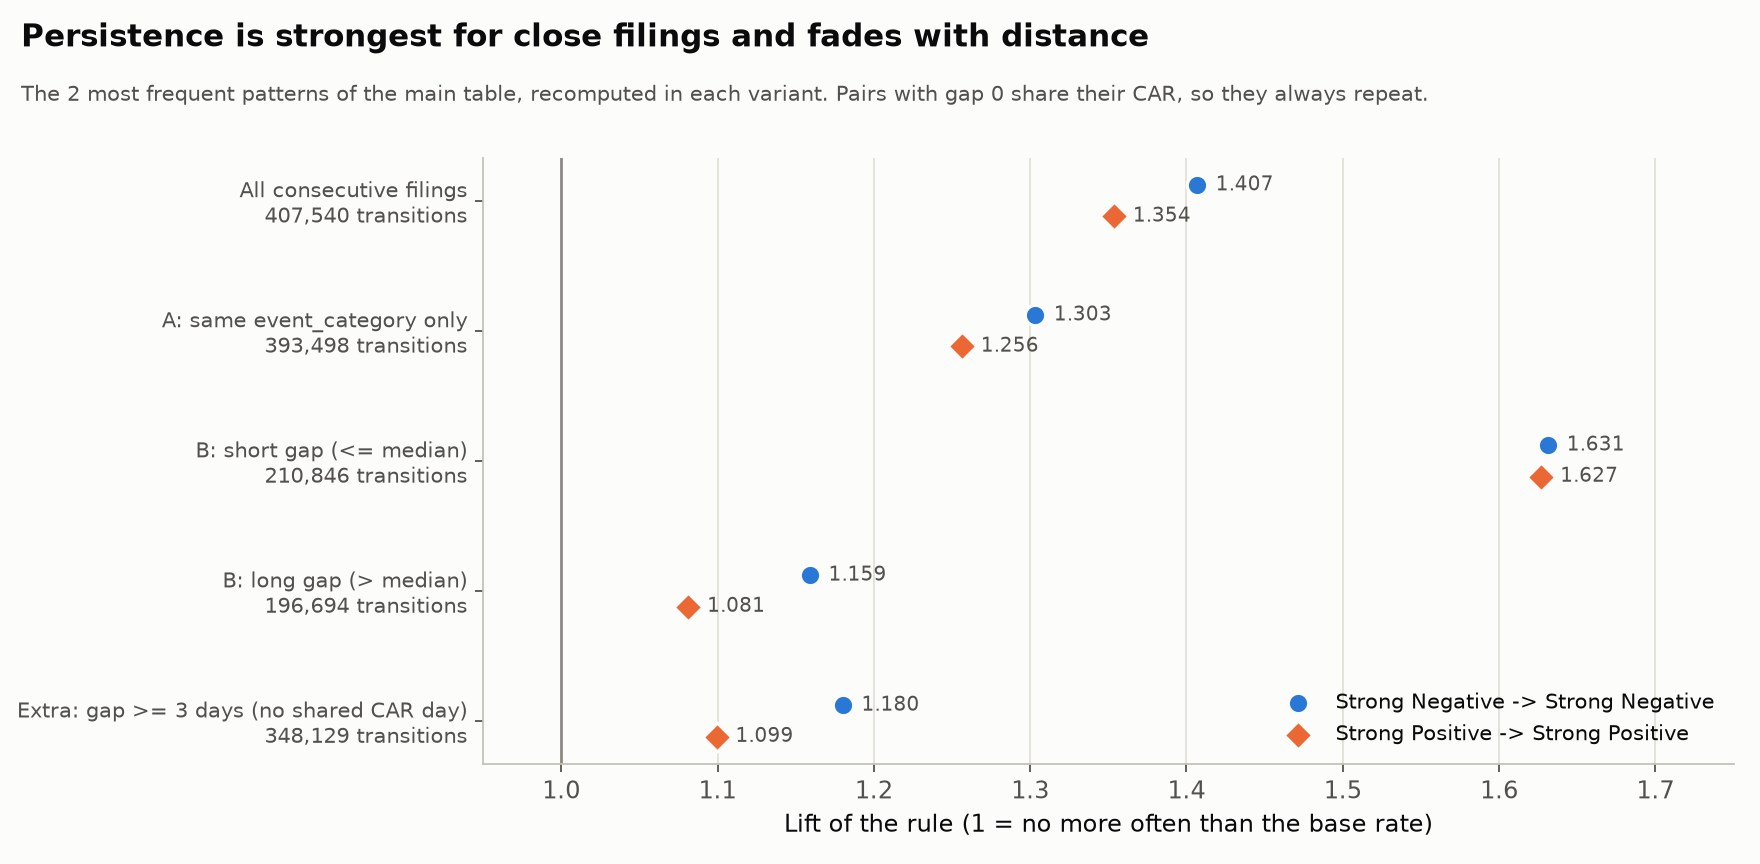 Persistence is strongest for close filings and fades with distance
The 2 most frequent patterns of the main table, recomputed in each variant. Pairs with gap 0 share their CAR, so they always repeat.
All consecutive filings
407,540 transitions
1.407
1.354
A: same event_category only
393,498 transitions
1.303
1.256
B: short gap (<= median)
210,846 transitions
1.631
1.627
B: long gap (> median)
196,694 transitions
1.159
1.081
Extra: gap >= 3 days (no shared CAR day)
348,129 transitions
1.180
1.099
Strong Negative -> Strong Negative
Strong Positive -> Strong Positive
1.0 1.1 1.2 1.3 1.4 1.5 1.6 1.7
Lift of the rule (1 = no more often than the base rate)